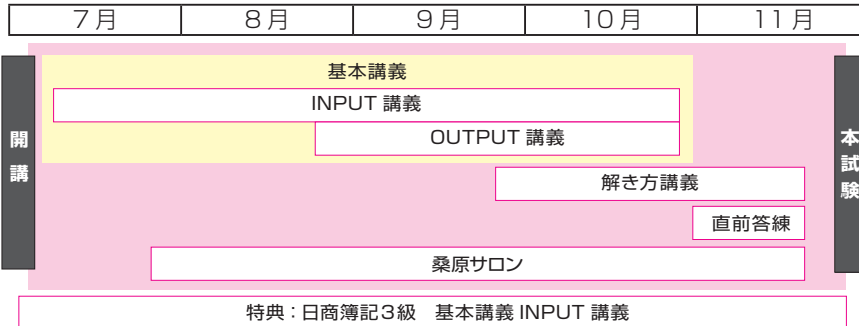 7月 8月 9月 10月 11月
開講
基本講義
INPUT 講義
OUTPUT 講義
解き方講義
直前答練
桑原サロン
本試験
特典：日商簿記3級　基本講義 INPUT 講義